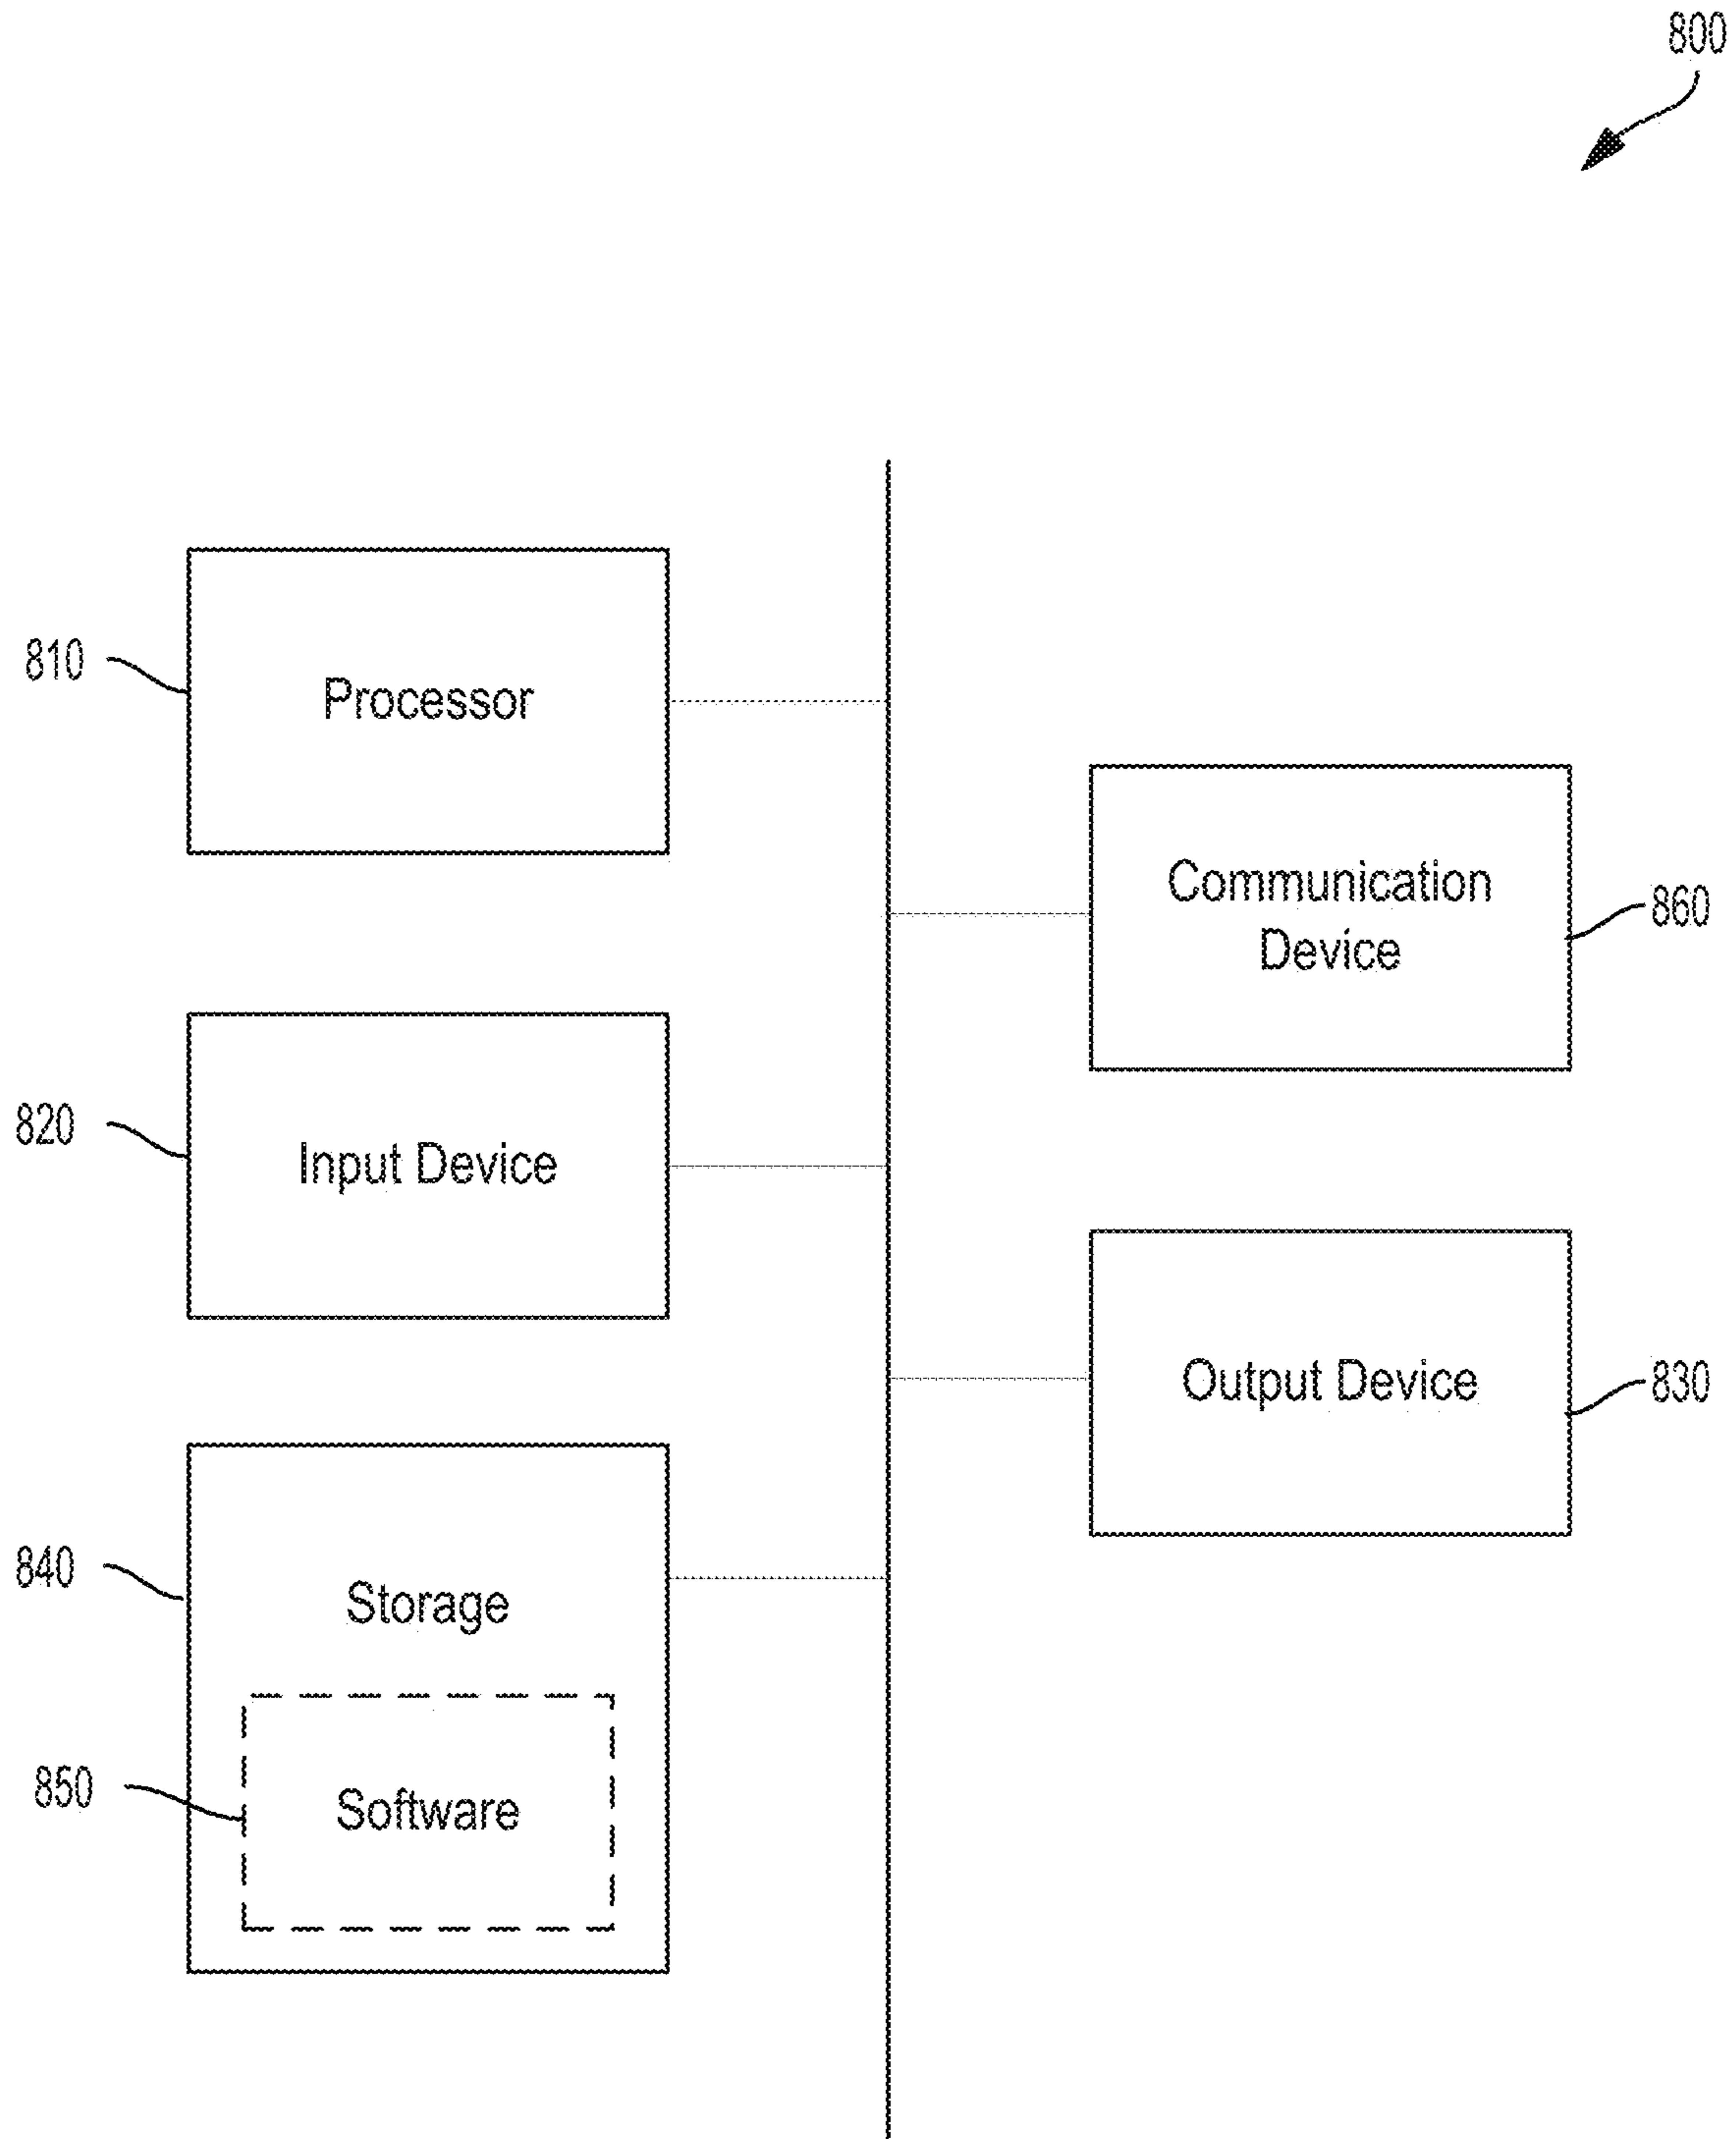 800
810
Processor
Communication
Device
860
820
Input Device
Output Device
830
840
Storage
850
Software